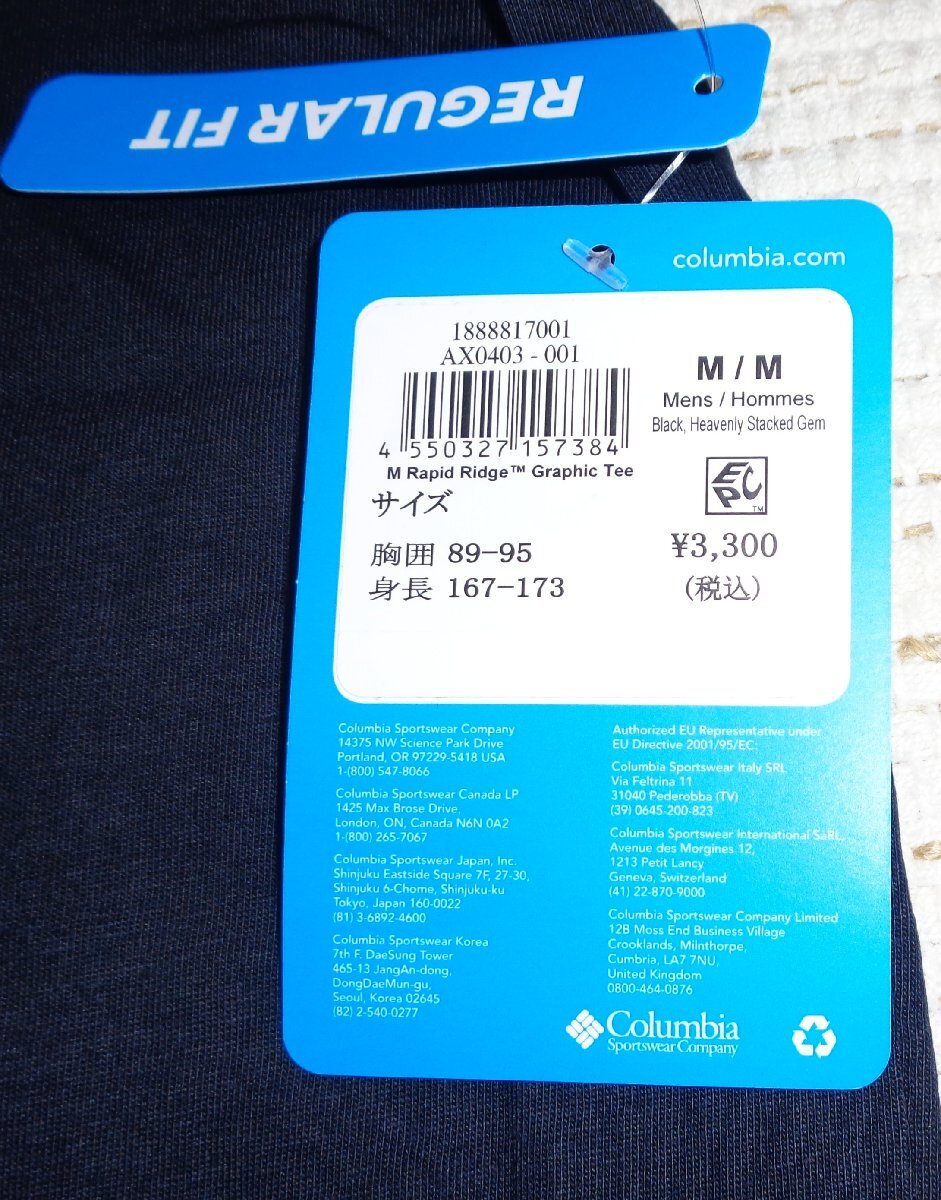 REGULAR FIT
columbia.com
1888817001
AX0403 - 001
4 550327 157384
M Rapid Ridge™ Graphic Tee
M / M
Mens / Hommes
Black, Heavenly Stacked Gem
EPC
TM
サイズ
胸囲 89-95
身長 167-173
¥3,300
(税込)
Columbia Sportswear Company
14375 NW Science Park Drive
Portland, OR 97229-5418 USA
1-(800) 547-8066
Columbia Sportswear Canada LP
1425 Max Brose Drive,
London, ON, Canada N6N 0A2
1-(800) 265-7067
Columbia Sportswear Japan, Inc.
Shinjuku Eastside Square 7F, 27-30,
Shinjuku 6-Chome, Shinjuku-ku
Tokyo, Japan 160-0022
(81) 3-6892-4600
Columbia Sportswear Korea
7th F. DaeSung Tower
465-13 JangAn-dong,
DongDaeMun-gu,
Seoul, Korea 02645
(82) 2-540-0277
Authorized EU Representative under
EU Directive 2001/95/EC:
Columbia Sportswear Italy SRL
Via Feltrina 11
31040 Pederobba (TV)
(39) 0645-200-823
Columbia Sportswear International SaRL
Avenue des Morgines 12,
1213 Petit Lancy
Geneva, Switzerland
(41) 22-870-9000
Columbia Sportswear Company Limited
12B Moss End Business Village
Crooklands, Milnthorpe,
Cumbria, LA7 7NU,
United Kingdom
0800-464-0876
Columbia
Sportswear Company